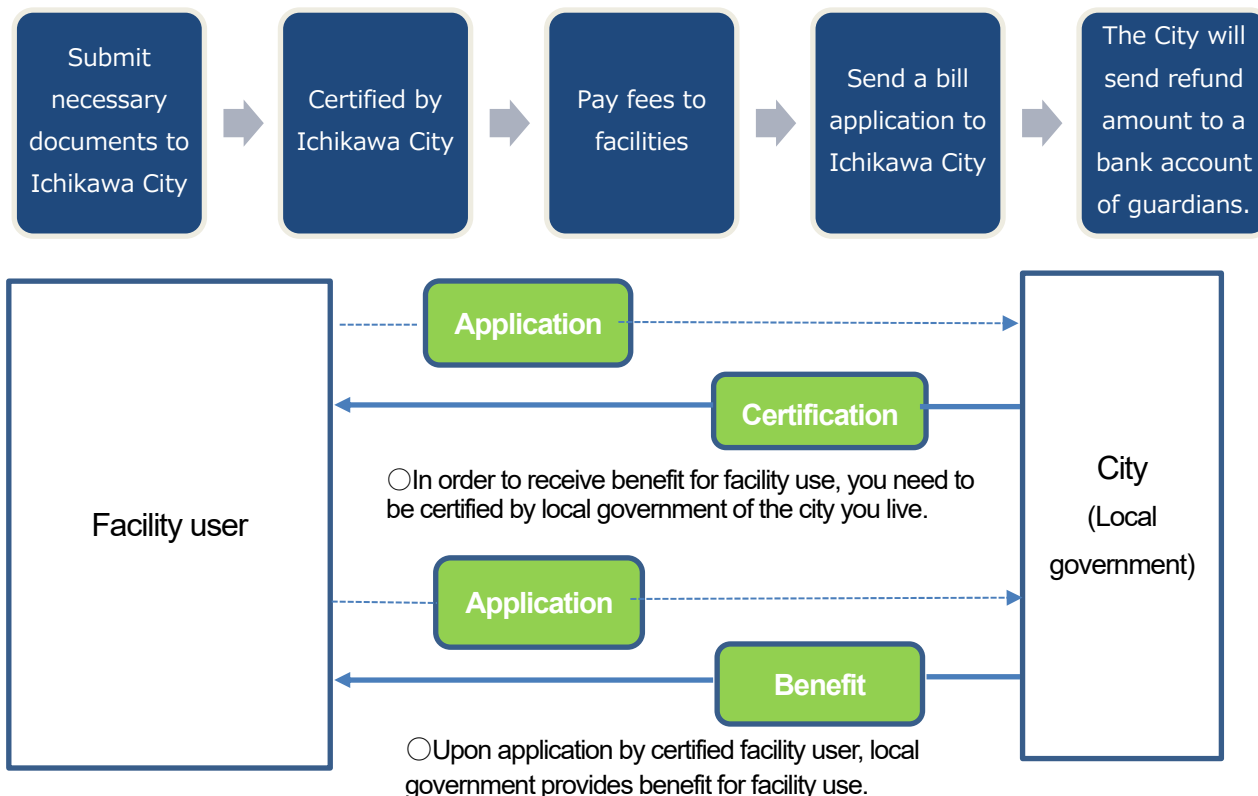 Submit
necessary
documents to
Ichikawa City
Certified by
Ichikawa City
Pay fees to
facilities
Send a bill
application to
Ichikawa City
The City will
send refund
amount to a
bank account
of guardians.
Facility user
Application
Certification
○In order to receive benefit for facility use, you need to
be certified by local government of the city you live.
Application
Benefit
○Upon application by certified facility user, local
government provides benefit for facility use.
City
(Local
government)